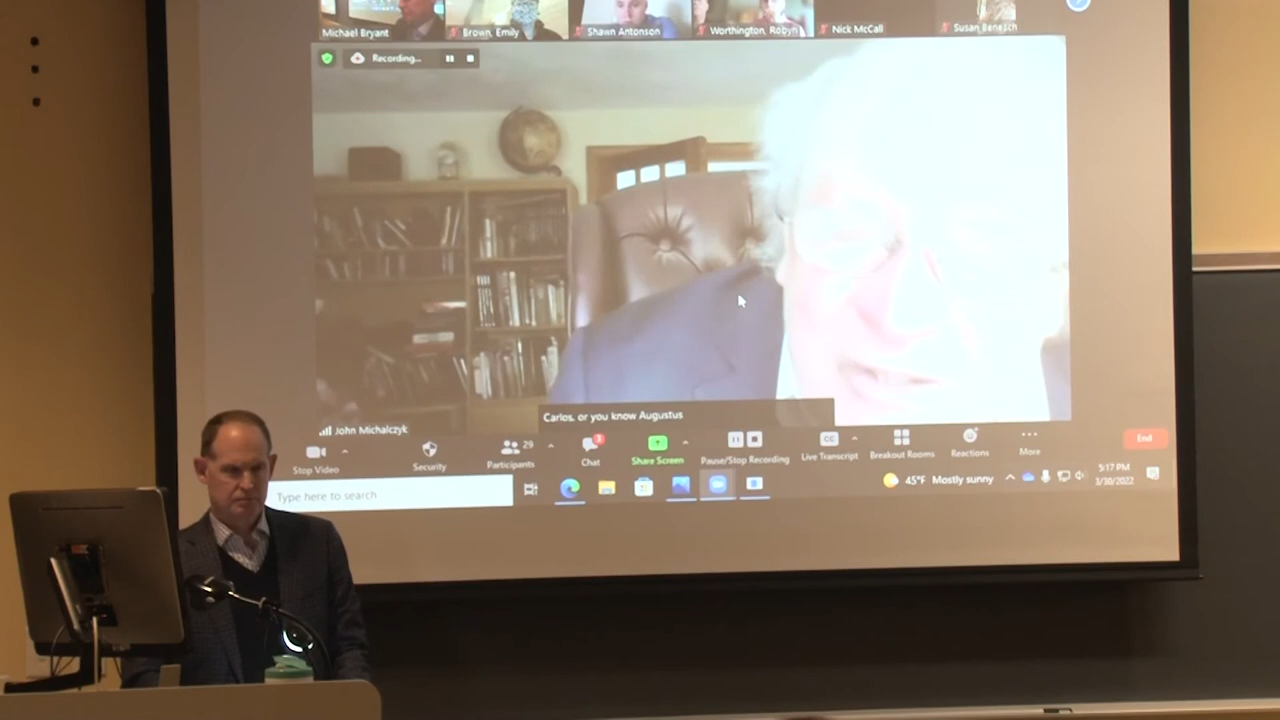 Michael Bryant
Brown, Emily
Shawn Antonson
Worthington, Robyn
Nick McCall
Susan Benesch
Recording...
Carlos, or you know Augustus
John Michalczyk
29
3
CC
End
Stop Video
Security
Participants
Chat
Share Screen
Pause/Stop Recording
Live Transcript
Breakout Rooms
Reactions
More
Type here to search
45°F Mostly sunny
5:17 PM
3/30/2022